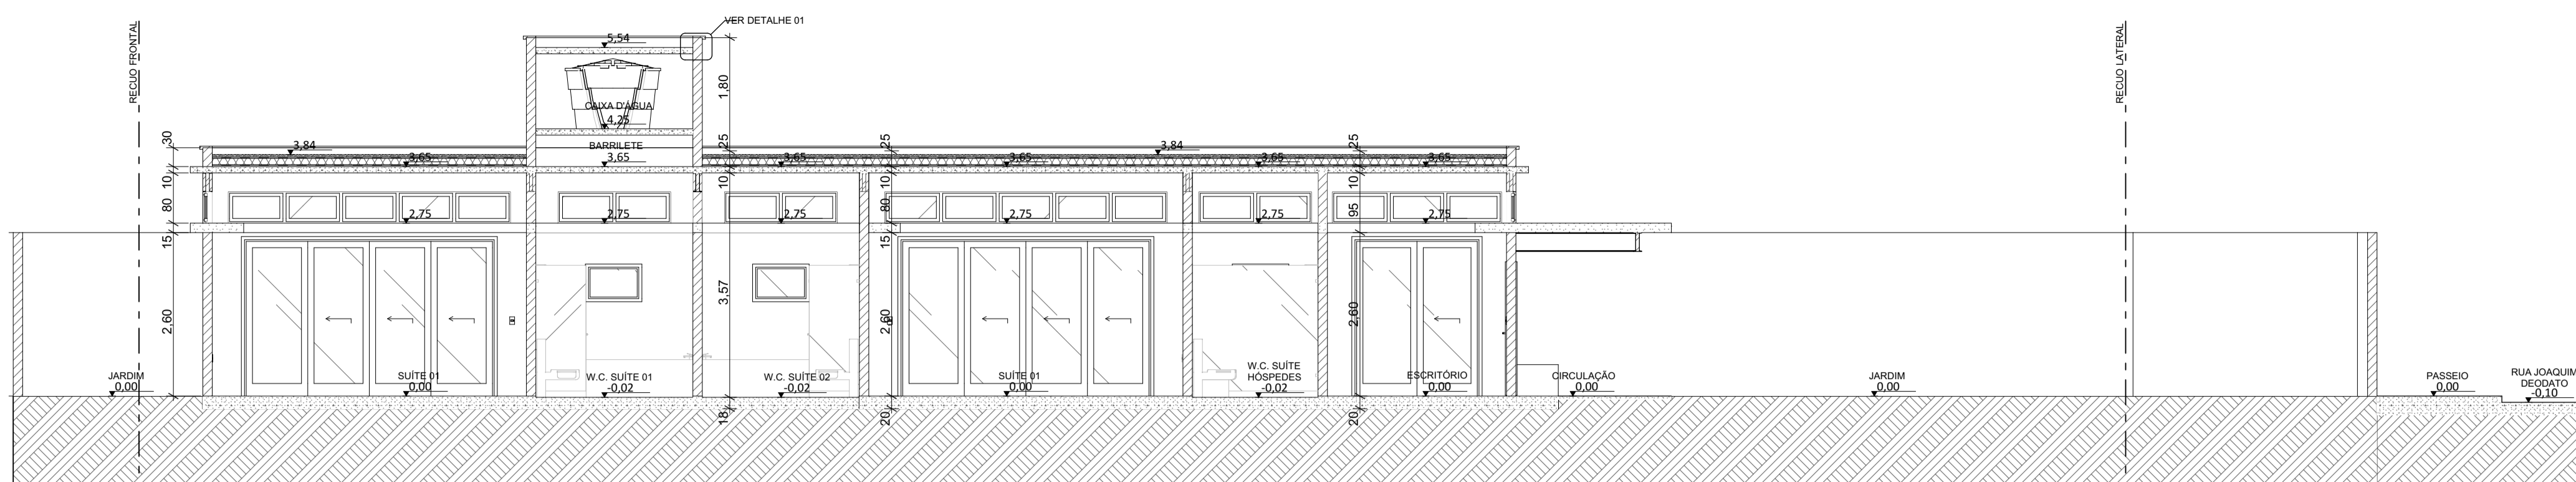 VER DETALHE 01
RECUO FRONTAL
RECUO LATERAL
5,54
1,80
CAIXA D'ÁGUA
4,25
BARRILETE
3,65
30
3,84
3,65
25
3,65
25
3,65
3,84
3,65
25
3,65
10
80
15
2,60
10
3,57
18
10
80
15
2,60
20
10
95
2,60
20
2,75
2,75
2,75
2,75
2,75
2,75
JARDIM
0,00
SUÍTE 01
0,00
W.C. SUÍTE 01
-0,02
W.C. SUÍTE 02
-0,02
SUÍTE 01
0,00
W.C. SUÍTE
HÓSPEDES
-0,02
ESCRITÓRIO
0,00
CIRCULAÇÃO
0,00
JARDIM
0,00
PASSEIO
0,00
RUA JOAQUIM
DEODATO
-0,10